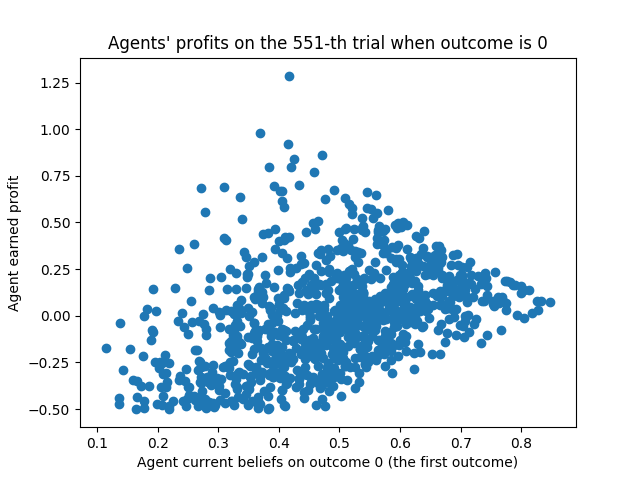 Agents' profits on the 551-th trial when outcome is 0
1.25
1.00
0.75
0.50
0.25
0.00
−0.25
−0.50
Agent earned profit
0.1 0.2 0.3 0.4 0.5 0.6 0.7 0.8
Agent current beliefs on outcome 0 (the first outcome)